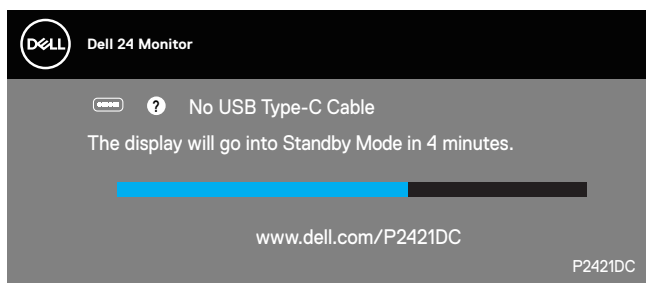 DELL
Dell 24 Monitor
? No USB Type-C Cable
The display will go into Standby Mode in 4 minutes.
www.dell.com/P2421DC
P2421DC